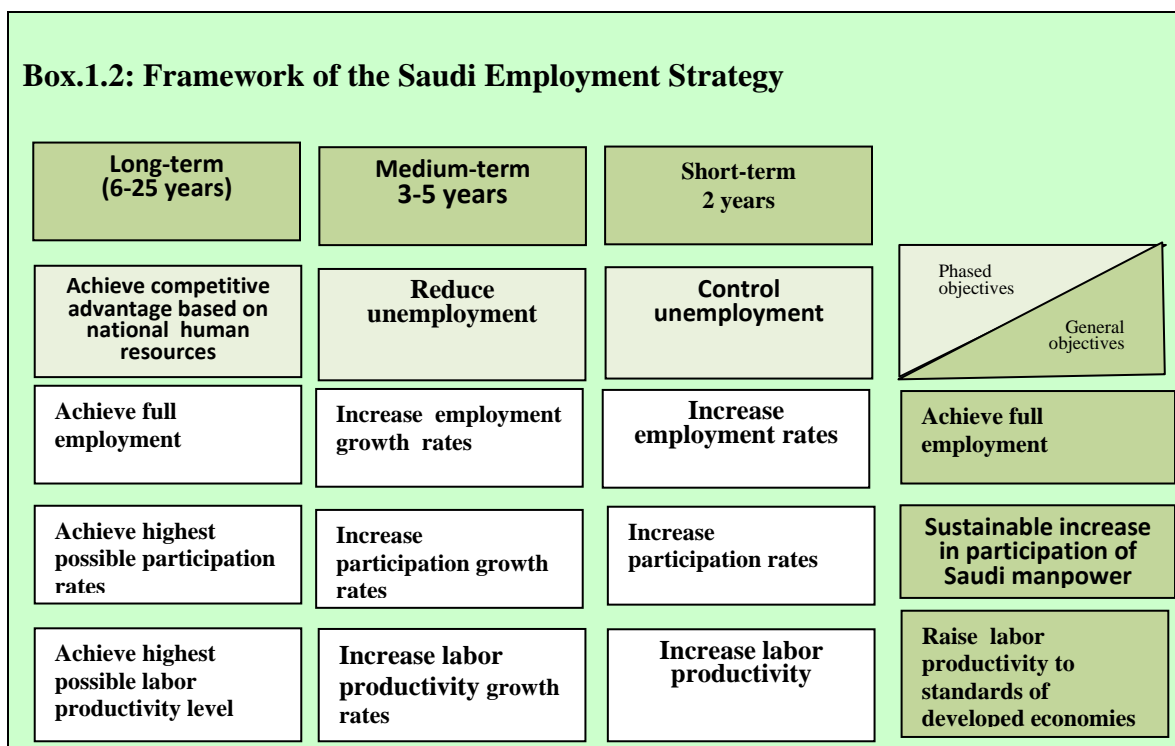 Box.1.2: Framework of the Saudi Employment Strategy
Long-term
(6-25 years)
Medium-term
3-5 years
Short-term
2 years
Achieve competitive
advantage based on
national human
resources
Reduce
unemployment
Control
unemployment
Phased
objectives
General
objectives
Achieve full
employment
Increase employment
growth rates
Increase
employment rates
Achieve full
employment
Achieve highest
possible participation
rates
Increase
participation growth
rates
Increase
participation rates
Sustainable increase
in participation of
Saudi manpower
Achieve highest
possible labor
productivity level
Increase labor
productivity growth
rates
Increase labor
productivity
Raise labor
productivity to
standards of
developed economies